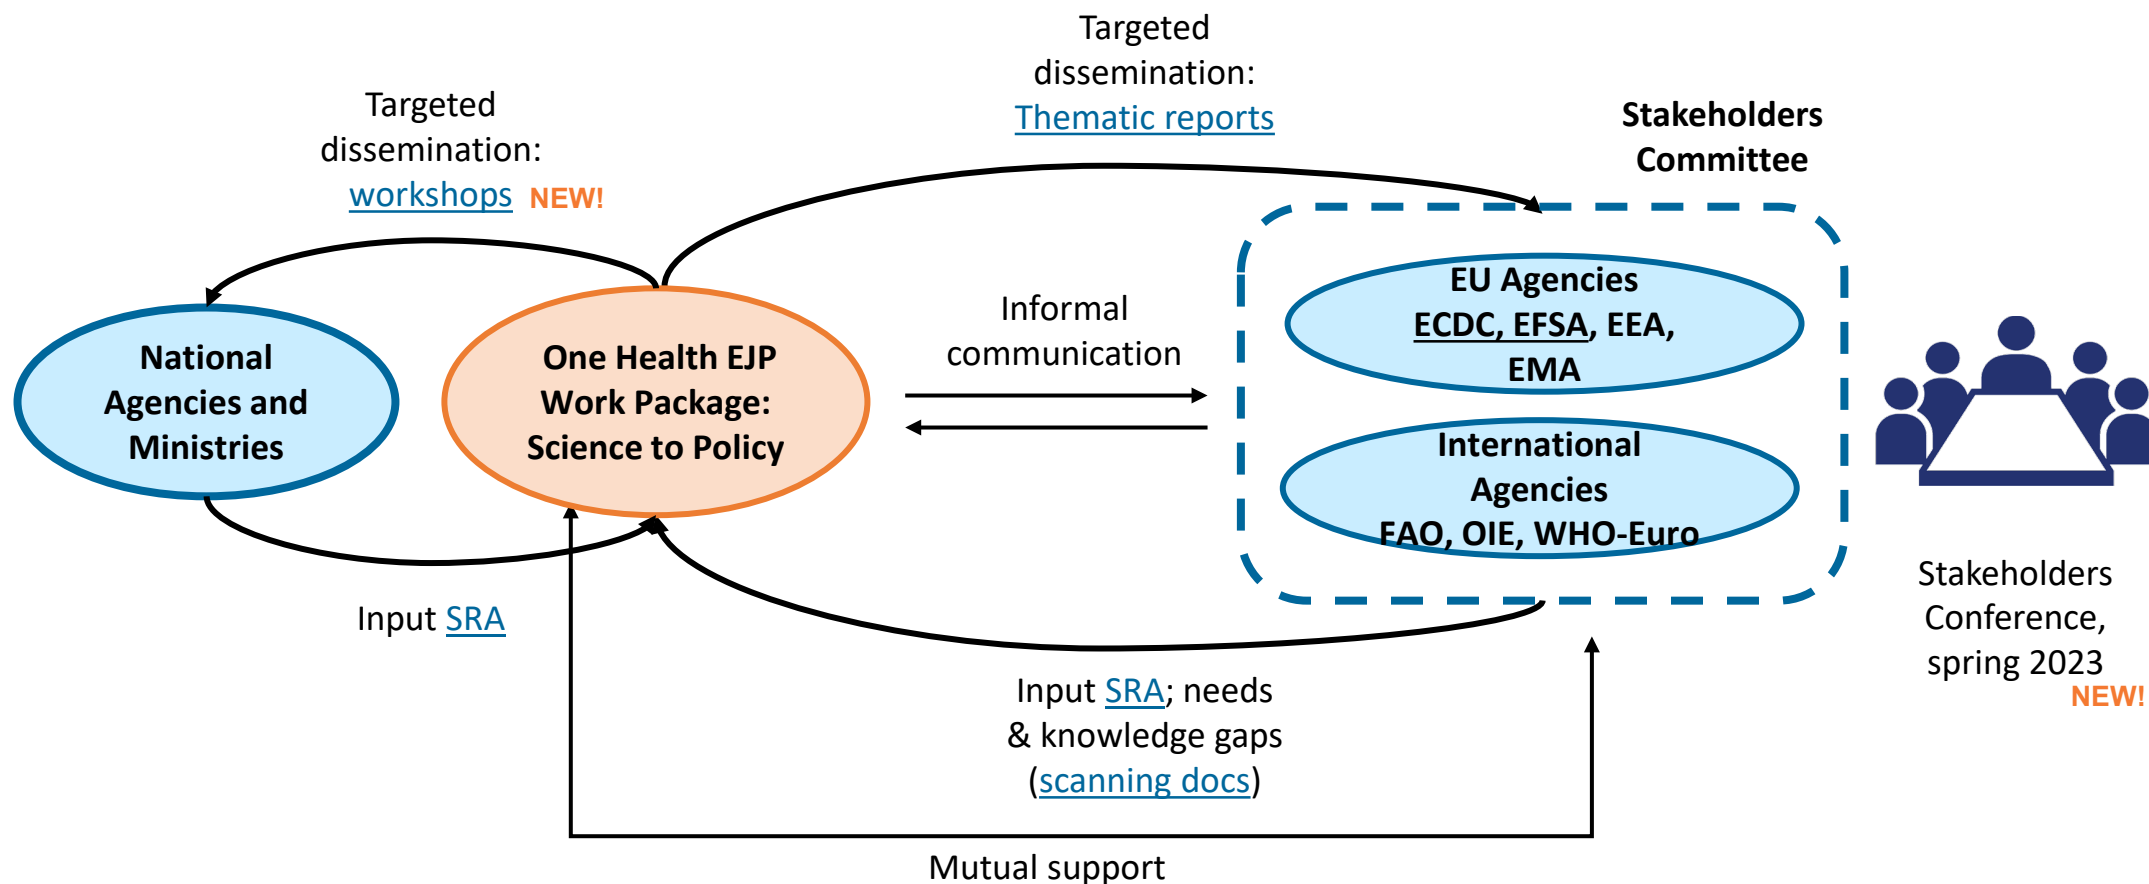 Targeted
dissemination:
workshops NEW!
Targeted
dissemination:
Thematic reports
Stakeholders
Committee
National
Agencies and
Ministries
One Health EJP
Work Package:
Science to Policy
Informal
communication
EU Agencies
ECDC, EFSA, EEA,
EMA
International
Agencies
FAO, OIE, WHO-Euro
Stakeholders
Conference,
spring 2023
NEW!
Input SRA
Input SRA; needs
& knowledge gaps
(scanning docs)
Mutual support